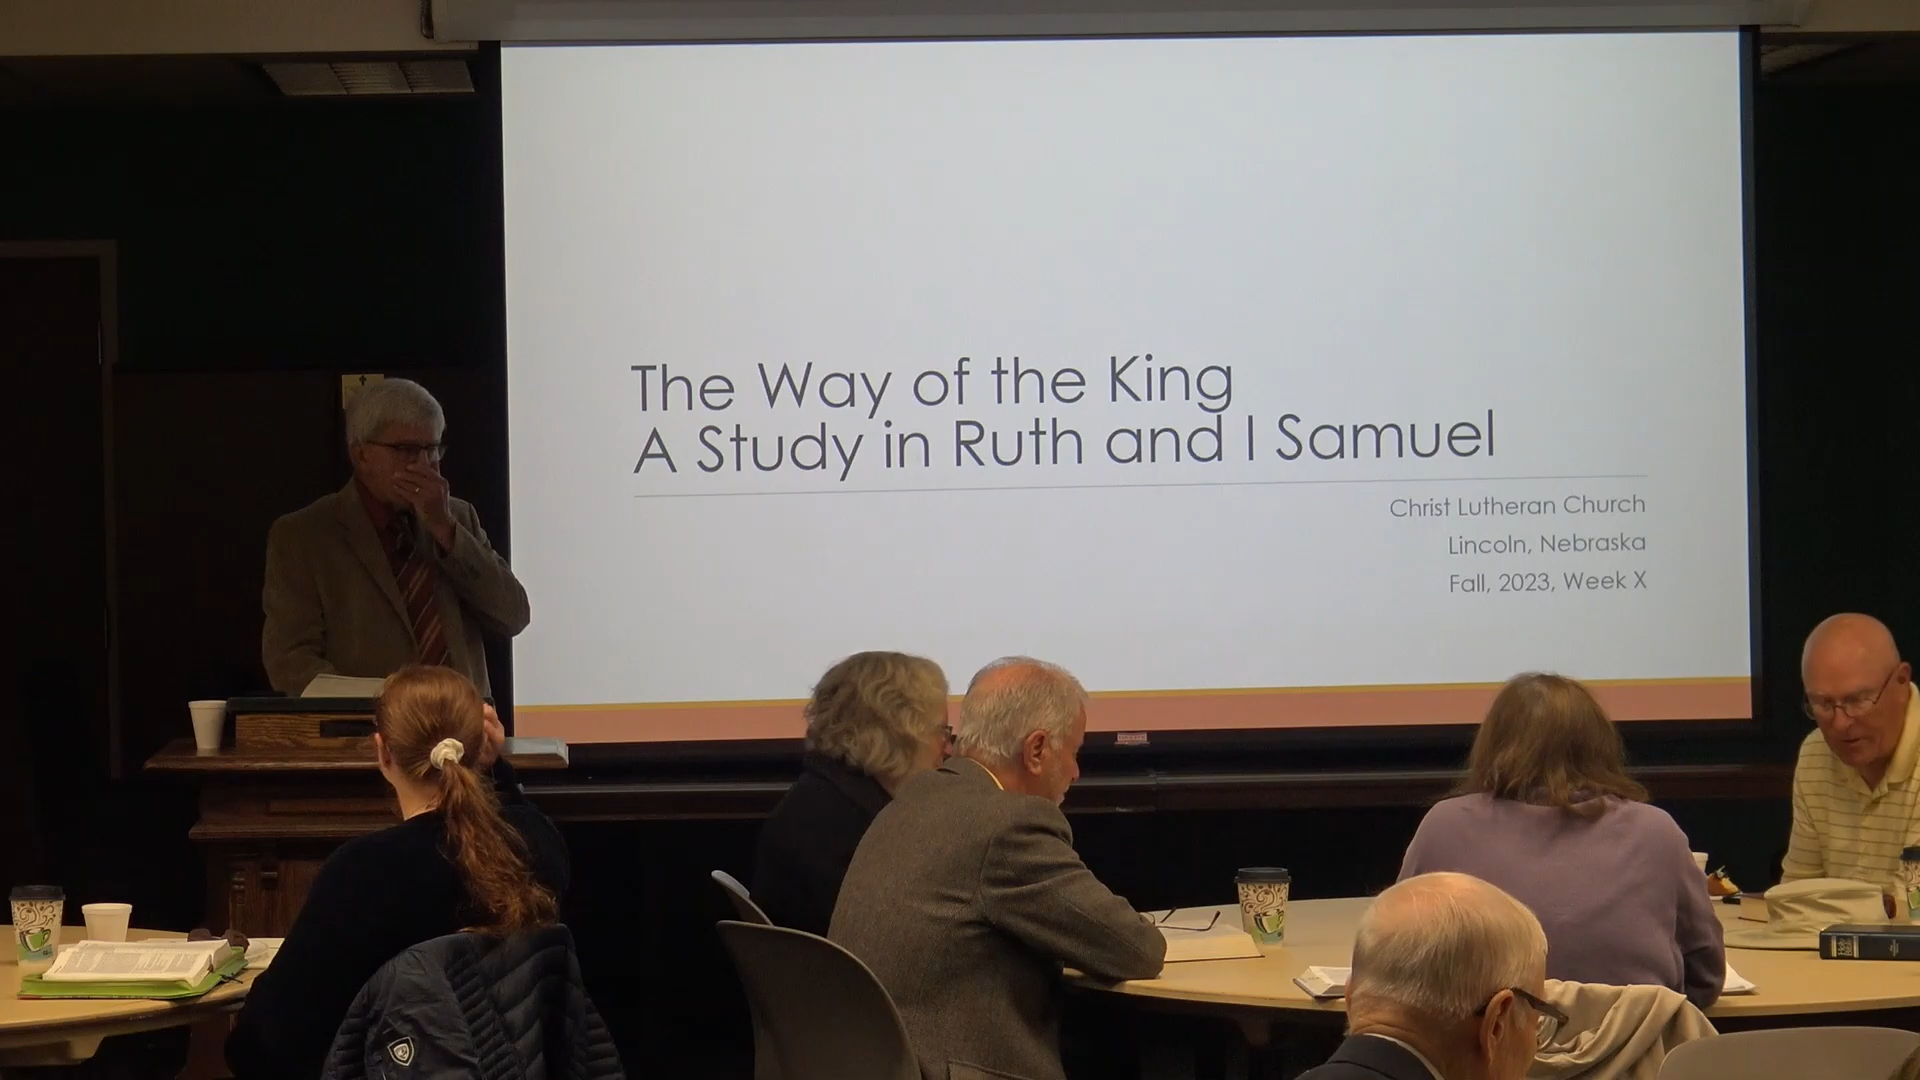 The Way of the King
A Study in Ruth and I Samuel
Christ Lutheran Church
Lincoln, Nebraska
Fall, 2023, Week X